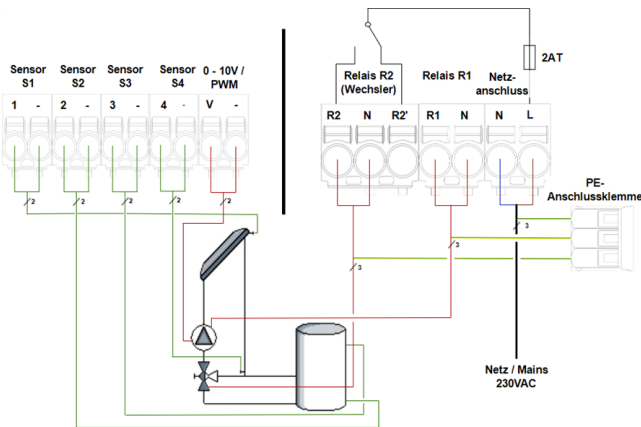 Sensor S1
Sensor S2
Sensor S3
Sensor S4
0 - 10V / PWM
1 -
2 -
3 -
4 -
V -
2
2
2
2
2
2AT
Relais R2
(Wechsler)
Relais R1
Netz-
anschluss
R2 N R2'
R1 N
N L
PE-
Anschlussklemme
3
3
3
Netz / Mains
230VAC